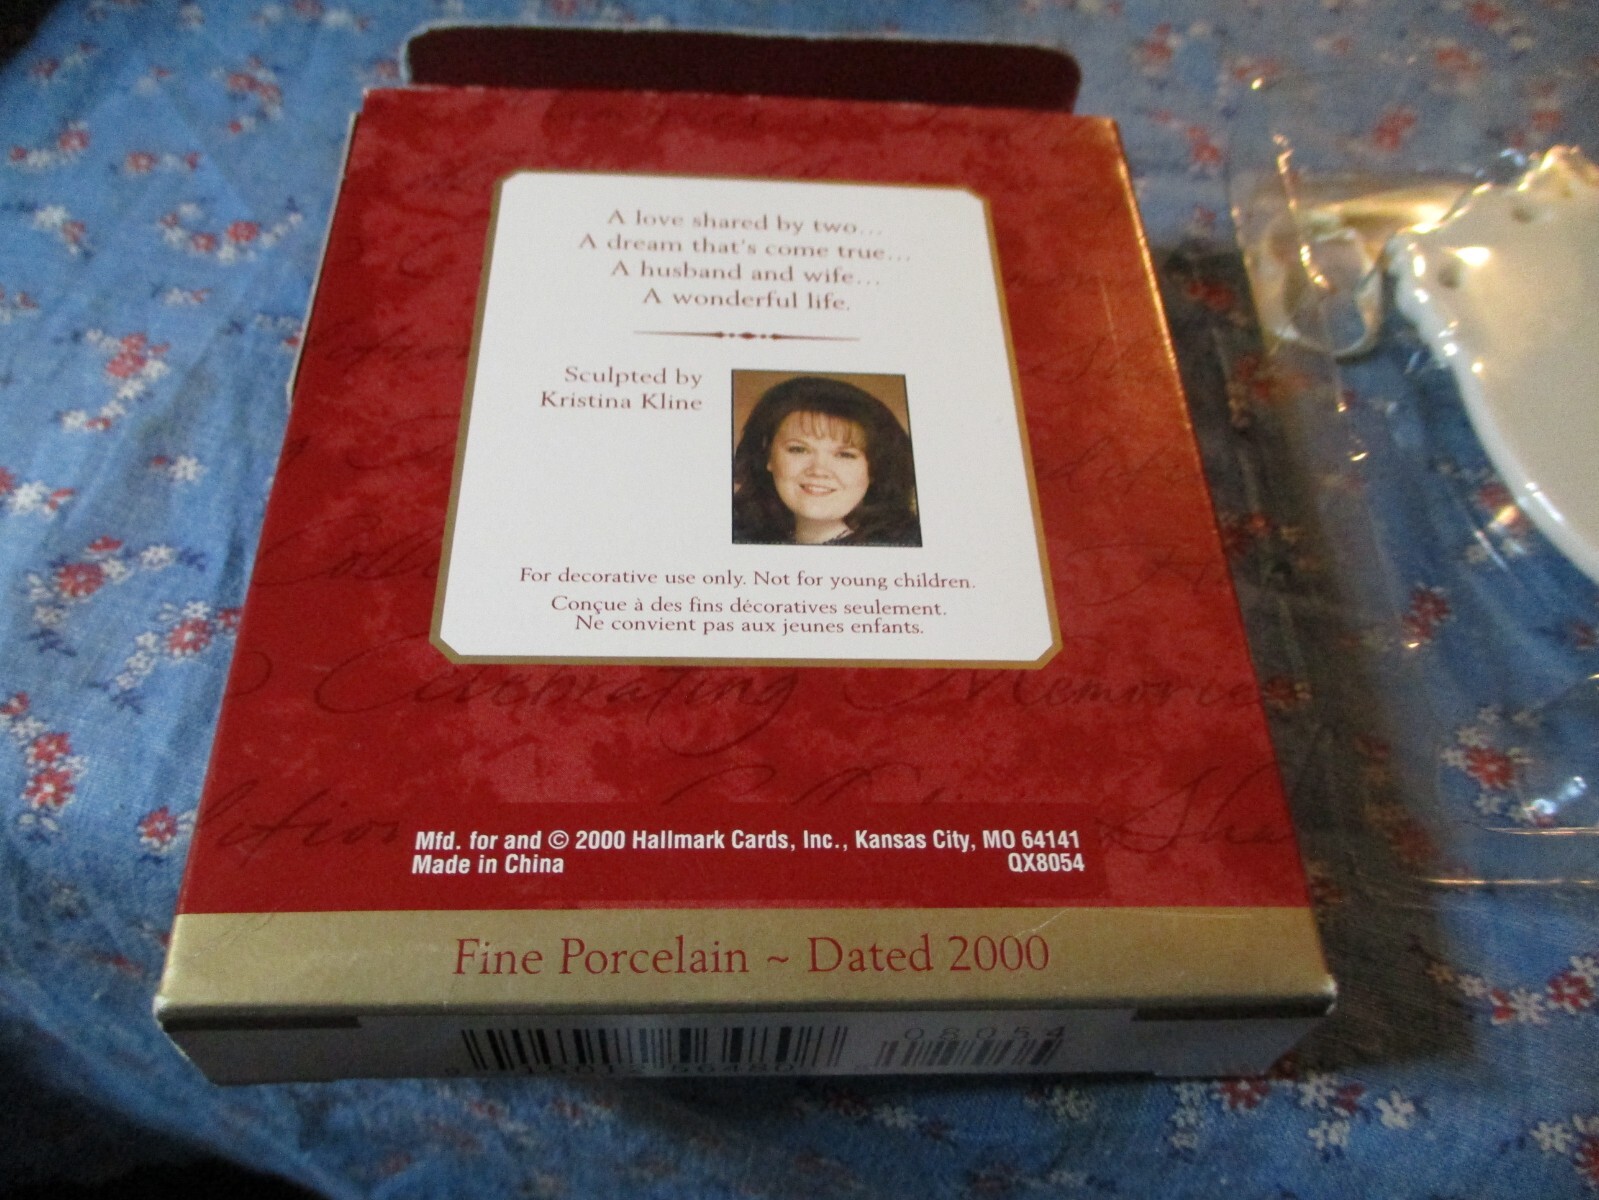 A love shared by two...
A dream that's come true...
A husband and wife...
A wonderful life.
Sculpted by
Kristina Kline
For decorative use only. Not for young children.
Conçue à des fins décoratives seulement.
Ne convient pas aux jeunes enfants.
Celebrating Memories
Mfd. for and © 2000 Hallmark Cards, Inc., Kansas City, MO 64141
Made in China
QX8054
Fine Porcelain ~ Dated 2000
08054